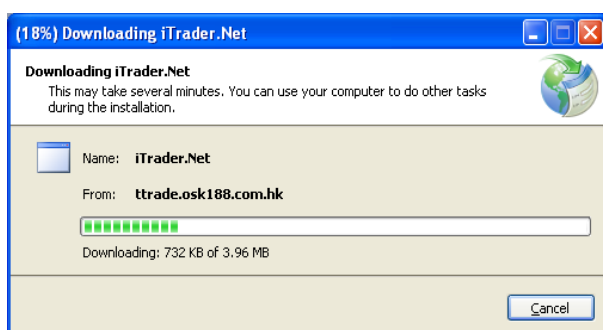 (18%) Downloading iTrader.Net
Downloading iTrader.Net
This may take several minutes. You can use your computer to do other tasks
during the installation.
Name: iTrader.Net
From: ttrade.osk188.com.hk
Downloading: 732 KB of 3.96 MB
Cancel